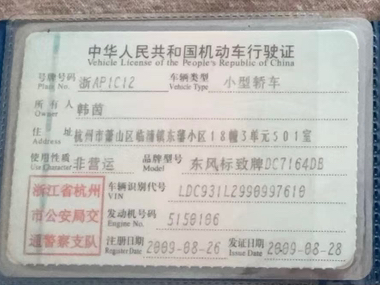 中华人民共和国机动车行驶证
Vehicle License of the People's Republic of China
号牌号码 浙AP1C12 车辆类型 小型轿车
Plate No. Vehicle Type
所有人 韩茵
Owner
住址 杭州市萧山区临浦镇东藩小区18幢3单元501室
Address
使用性质 非营运 品牌型号 东风标致牌DC7164DB
Use Character Model
浙江省杭州
市公安局交
通警察支队
车辆识别代号 LDC931L2990997610
VIN
发动机号码 5150106
Engine No.
注册日期 2009-08-26 发证日期 2009-08-28
Register Date Issue Date